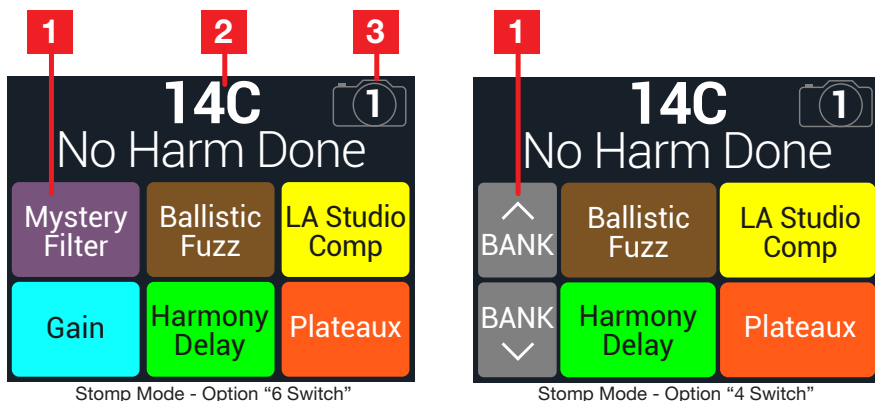 1
2
3
14C
1
No Harm Done
Mystery
Filter
Ballistic
Fuzz
LA Studio
Comp
Gain
Harmony
Delay
Plateaux
Stomp Mode - Option “6 Switch”
1
14C
1
No Harm Done
BANK
Ballistic
Fuzz
LA Studio
Comp
BANK
Harmony
Delay
Plateaux
Stomp Mode - Option “4 Switch”